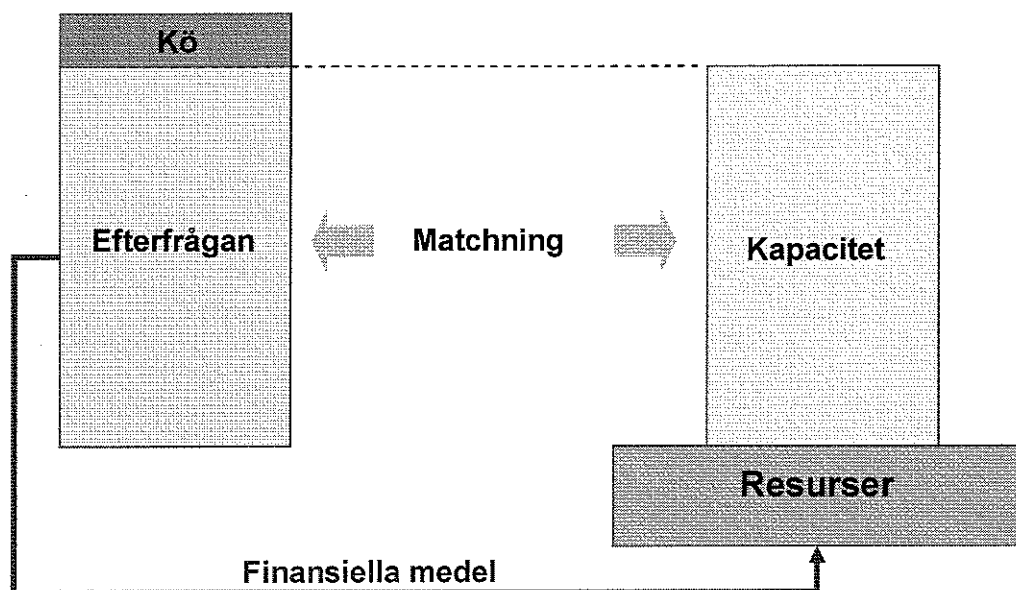 Kö
Efterfrågan
Matchning
Kapacitet
Resurser
Finansiella medel